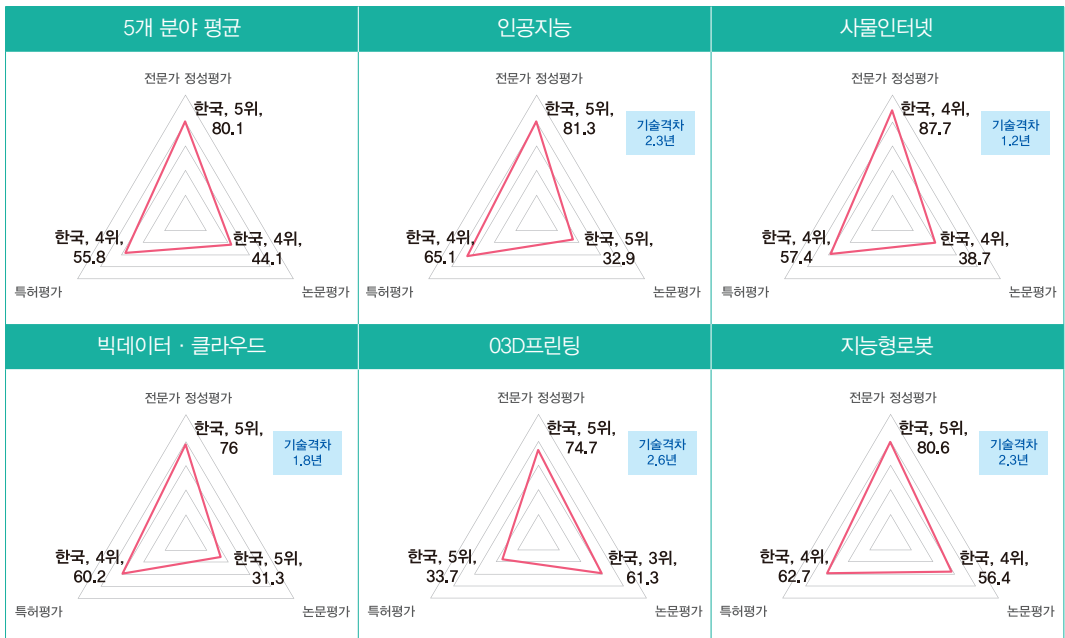 5개 분야 평균
전문가 정성평가
한국, 5위,
80.1
한국, 4위,
55.8
한국, 4위,
44.1
특허평가
논문평가
인공지능
전문가 정성평가
한국, 5위,
81.3
기술격차
2.3년
한국, 4위,
65.1
한국, 5위,
32.9
특허평가
논문평가
사물인터넷
전문가 정성평가
한국, 4위,
87.7
기술격차
1.2년
한국, 4위,
57.4
한국, 4위,
38.7
특허평가
논문평가
빅데이터 · 클라우드
전문가 정성평가
한국, 5위,
76
기술격차
1.8년
한국, 4위,
60.2
한국, 5위,
31.3
특허평가
논문평가
03D프린팅
전문가 정성평가
한국, 5위,
74.7
기술격차
2.6년
한국, 5위,
33.7
한국, 3위,
61.3
특허평가
논문평가
지능형로봇
전문가 정성평가
한국, 5위,
80.6
기술격차
2.3년
한국, 4위,
62.7
한국, 4위,
56.4
특허평가
논문평가